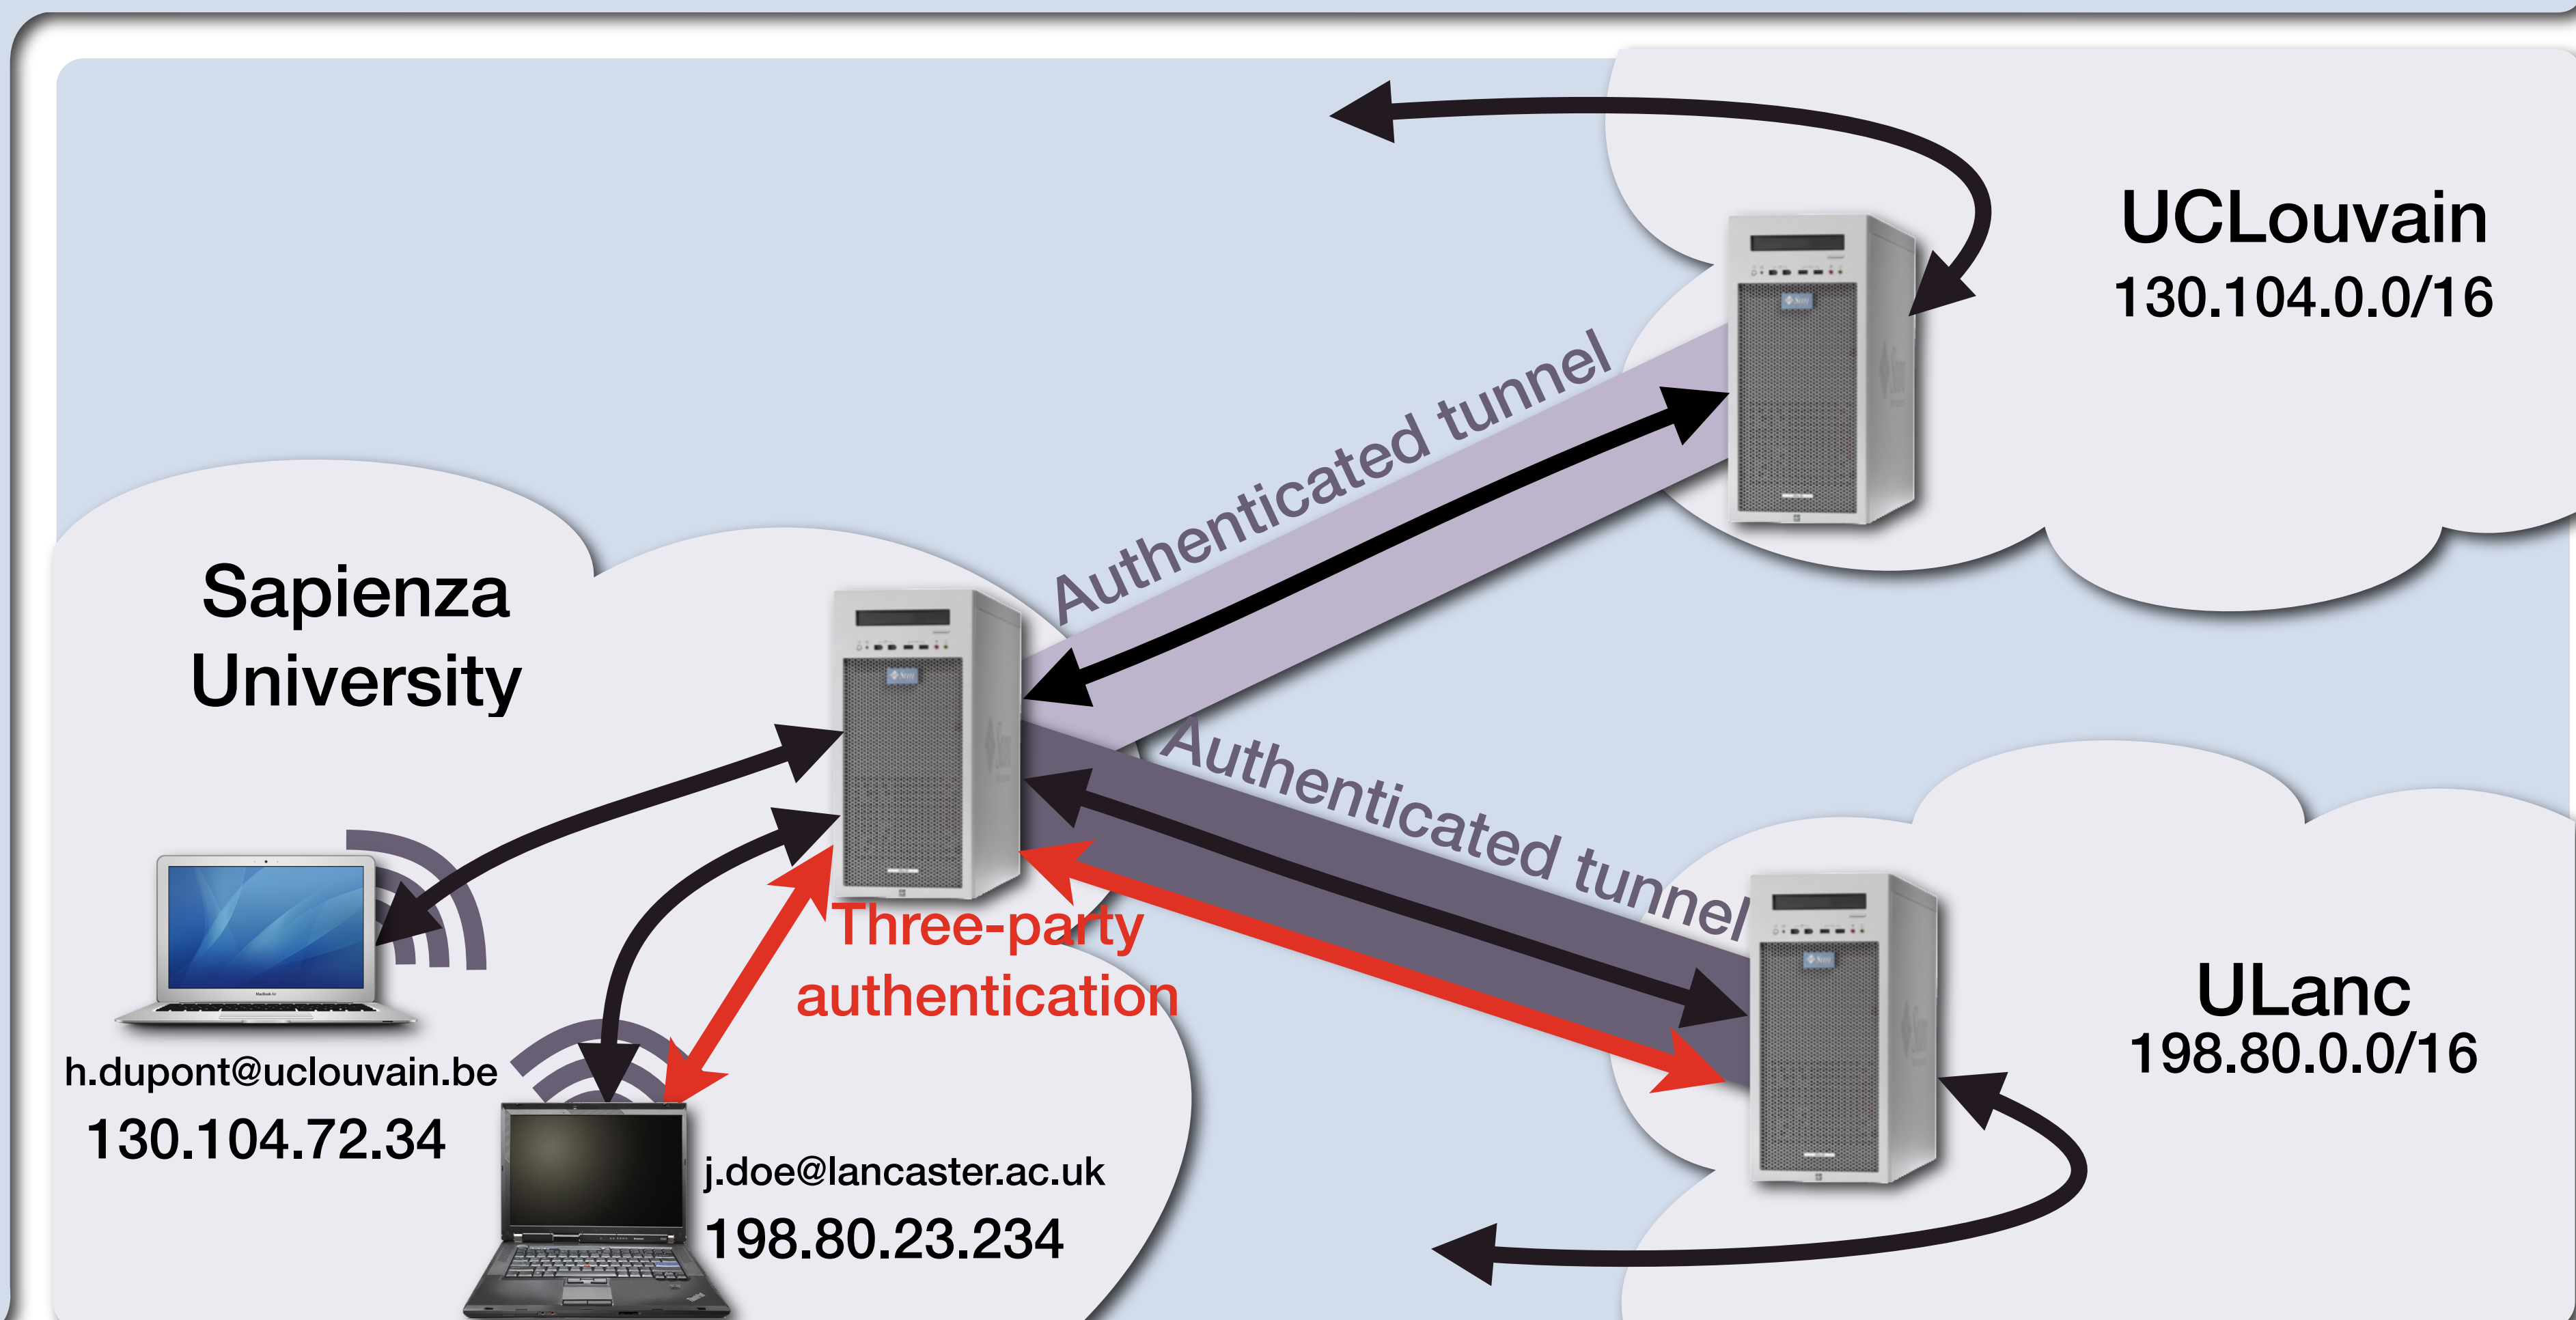 UCLouvain
130.104.0.0/16
Authenticated tunnel
Sapienza
University
Authenticated tunnel
Three-party
authentication
ULanc
198.80.0.0/16
h.dupont@uclouvain.be
130.104.72.34
j.doe@lancaster.ac.uk
198.80.23.234